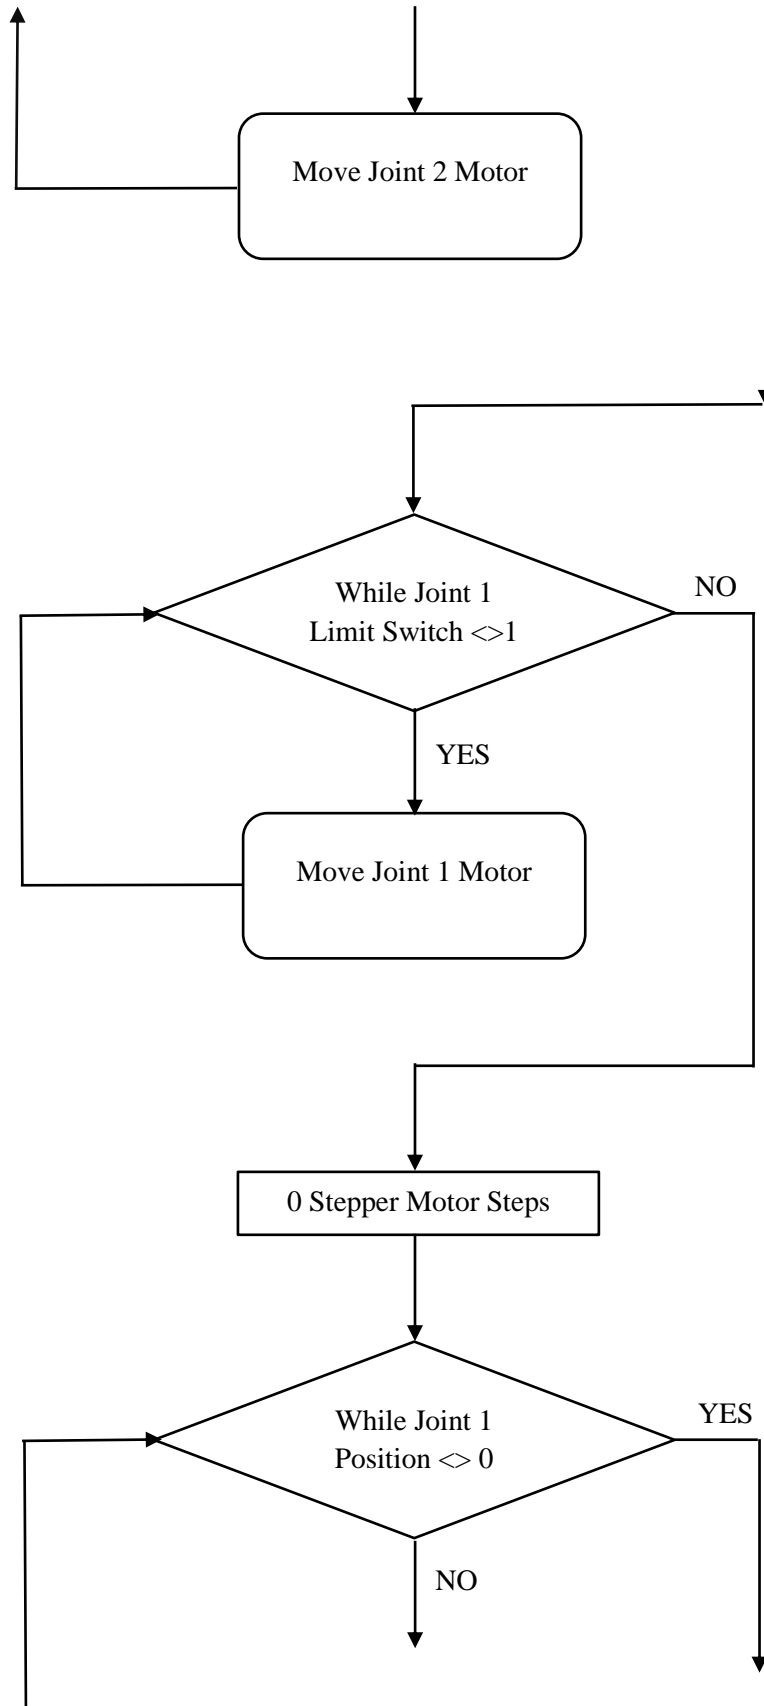 Move Joint 2 Motor
While Joint 1
Limit Switch <>1
NO
YES
Move Joint 1 Motor
0 Stepper Motor Steps
While Joint 1
Position <> 0
YES
NO